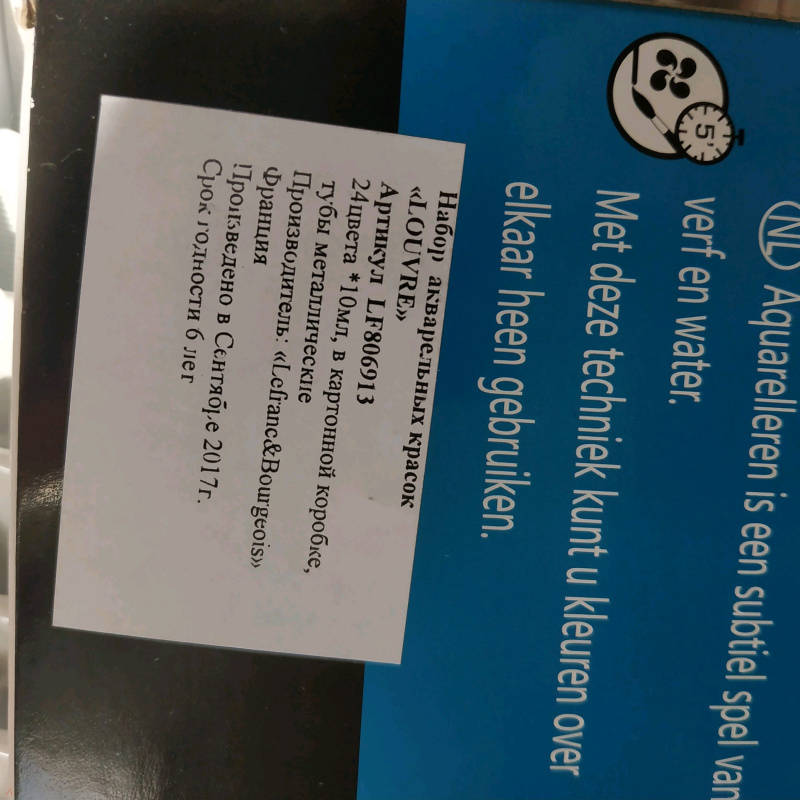 5'
NL Aquarelleren is een subtiel spel van
verf en water.
Met deze techniek kunt u kleuren over
elkaar heen gebruiken.
Набор акварельных красок
«LOUVRE»
Артикул LF806913
24цвета *10мл, в картонной коробке,
тубы металлические
Производитель: «Lefranc&Bourgeois»
Франция
Произведено в Сентябре 2017г.
Срок годности 6 лет